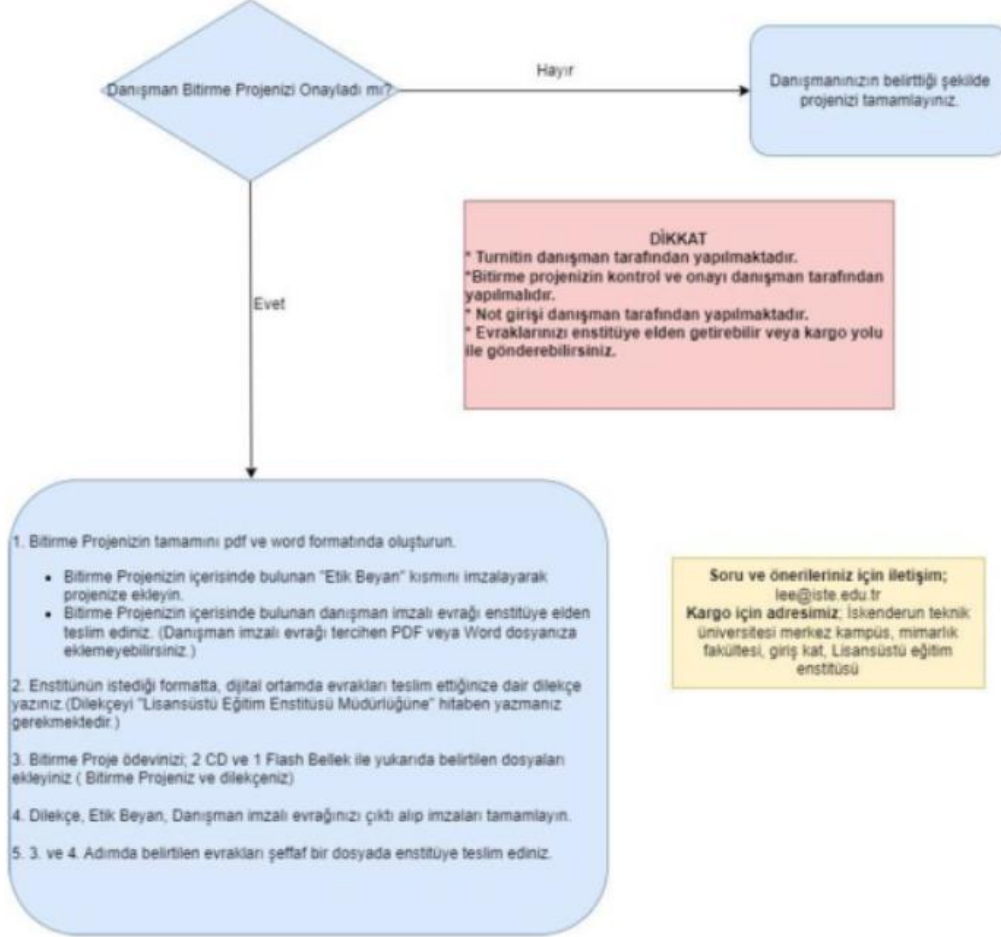 Danışman Bitirme Projenizi Onayladı mı?
Hayır
Danışmanınızın belirttiği şekilde
projenizi tamamlayınız.
DİKKAT
* Turnitin danışman tarafından yapılmaktadır.
*Bitirme projenizin kontrol ve onayı danışman tarafından
yapılmalıdır.
* Not girişi danışman tarafından yapılmaktadır.
* Evraklarınızı enstitüye elden getirebilir veya kargo yolu
ile gönderebilirsiniz.
Evet
1. Bitirme Projenizin tamamını pdf ve word formatında oluşturun.
• Bitirme Projenizin içerisinde bulunan "Etik Beyan" kısmını imzalayarak
projenize ekleyin.
• Bitirme Projenizin içerisinde bulunan danışman imzalı evrağı enstitüye elden
teslim ediniz. (Danışman imzalı evrağı tercihen PDF veya Word dosyanıza
eklemeyebilirsiniz.)
2. Enstitünün istediği formatta, dijital ortamda evrakları teslim ettiğinize dair dilekçe
yazınız.(Dilekçeyi "Lisansüstü Eğitim Enstitüsü Müdürlüğüne" hitaben yazmanız
gerekmektedir.)
3. Bitirme Proje ödevinizi; 2 CD ve 1 Flash Bellek ile yukarıda belirtilen dosyaları
ekleyiniz ( Bitirme Projeniz ve dilekçeniz)
4. Dilekçe, Etik Beyan, Danışman imzalı evrağınızı çıktı alıp imzaları tamamlayın.
5. 3. ve 4. Adımda belirtilen evrakları şeffaf bir dosyada enstitüye teslim ediniz.
Soru ve önerileriniz için iletişim;
lee@iste.edu.tr
Kargo için adresimiz; İskenderun teknik
üniversitesi merkez kampüs, mimarlık
fakültesi, giriş kat, Lisansüstü eğitim
enstitüsü